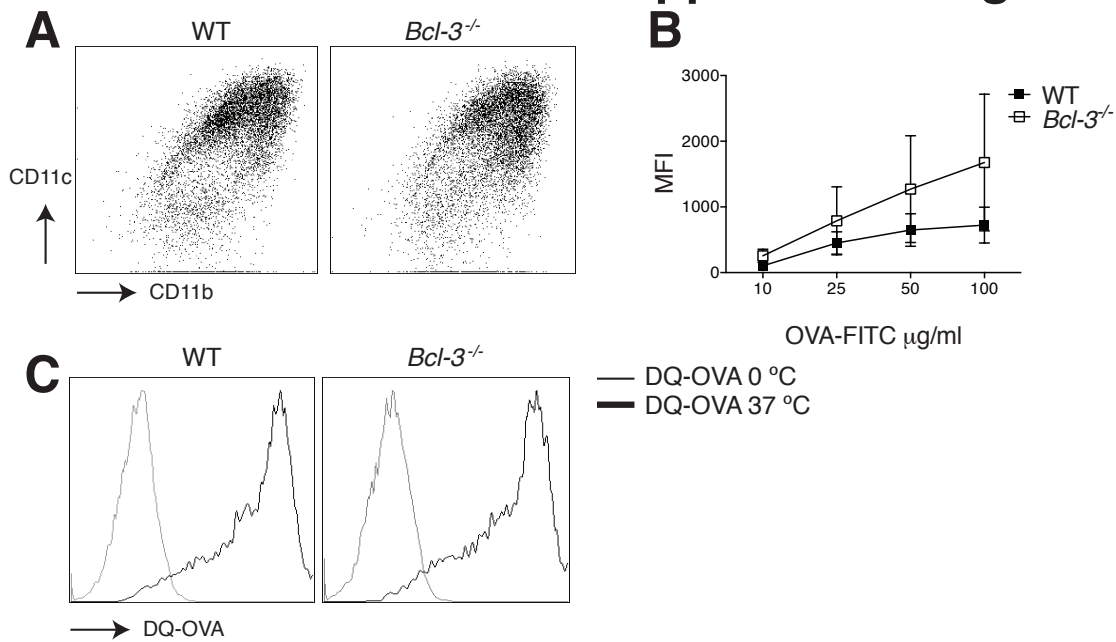 A
WT
Bcl-3-/-
CD11c
CD11b
B
3000
2000
1000
0
MFI
10
25
50
100
OVA-FITC µg/ml
WT
Bcl-3-/-
C
WT
Bcl-3-/-
DQ-OVA
DQ-OVA 0 ºC
DQ-OVA 37 ºC